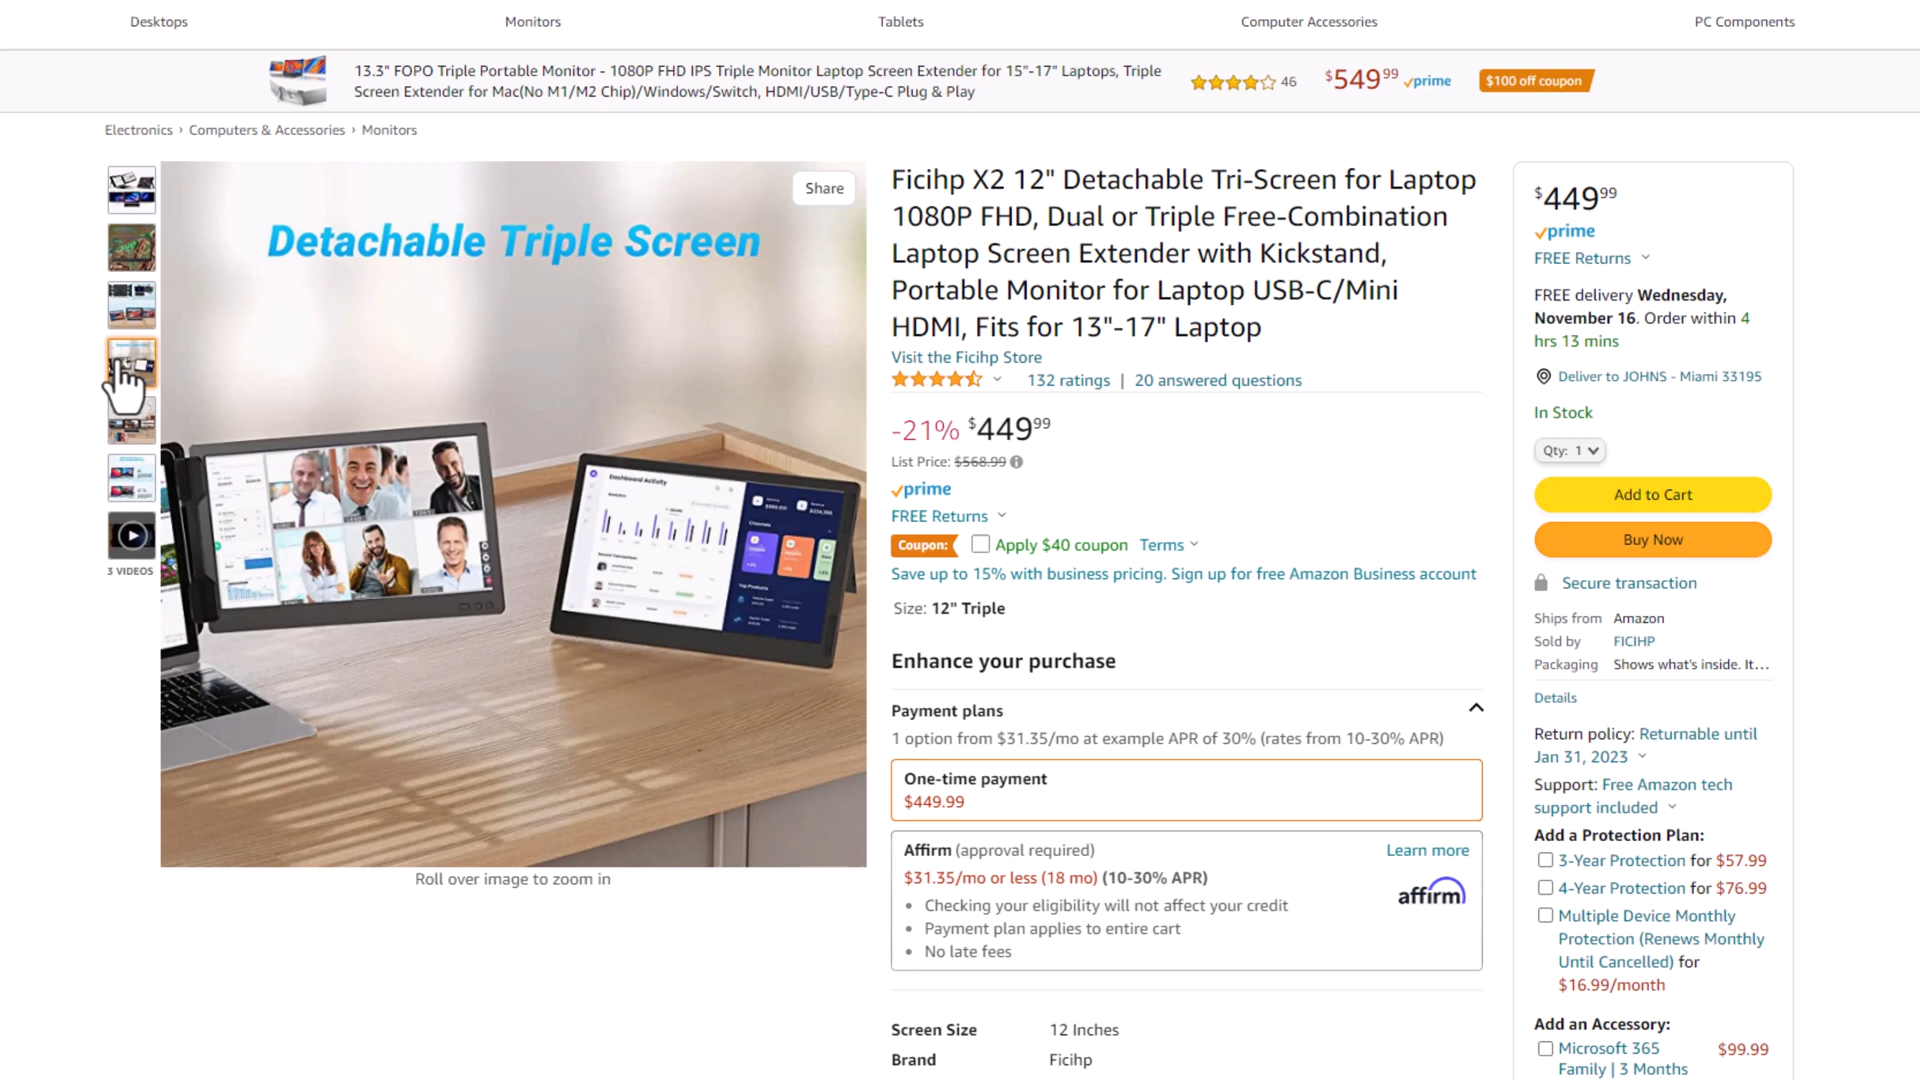 Desktops
Monitors
Tablets
Computer Accessories
PC Components
13.3" FOPO Triple Portable Monitor - 1080P FHD IPS Triple Monitor Laptop Screen Extender for 15"-17" Laptops, Triple
Screen Extender for Mac(No M1/M2 Chip)/Windows/Switch, HDMI/USB/Type-C Plug & Play
46
$549 99
prime
$100 off coupon
Electronics › Computers & Accessories › Monitors
3 VIDEOS
Share
Detachable Triple Screen
Dashboard Activity
Roll over image to zoom in
Ficihp X2 12" Detachable Tri-Screen for Laptop
1080P FHD, Dual or Triple Free-Combination
Laptop Screen Extender with Kickstand,
Portable Monitor for Laptop USB-C/Mini
HDMI, Fits for 13"-17" Laptop
Visit the Ficihp Store
132 ratings | 20 answered questions
-21% $449 99
List Price: $568.99
prime
FREE Returns
Coupon: Apply $40 coupon Terms
Save up to 15% with business pricing. Sign up for free Amazon Business account
Size: 12" Triple
Enhance your purchase
Payment plans
1 option from $31.35/mo at example APR of 30% (rates from 10-30% APR)
One-time payment
$449.99
Affirm (approval required)
Learn more
$31.35/mo or less (18 mo) (10-30% APR)
affirm
• Checking your eligibility will not affect your credit
• Payment plan applies to entire cart
• No late fees
Screen Size 12 Inches
Brand Ficihp
$449 99
prime
FREE Returns
FREE delivery Wednesday,
November 16. Order within 4
hrs 13 mins
Deliver to JOHNS - Miami 33195
In Stock
Qty: 1
Add to Cart
Buy Now
Secure transaction
Ships from Amazon
Sold by FICIHP
Packaging Shows what's inside. It...
Details
Return policy: Returnable until
Jan 31, 2023
Support: Free Amazon tech
support included
Add a Protection Plan:
3-Year Protection for $57.99
4-Year Protection for $76.99
Multiple Device Monthly
Protection (Renews Monthly
Until Cancelled) for
$16.99/month
Add an Accessory:
Microsoft 365 $99.99
Family | 3 Months